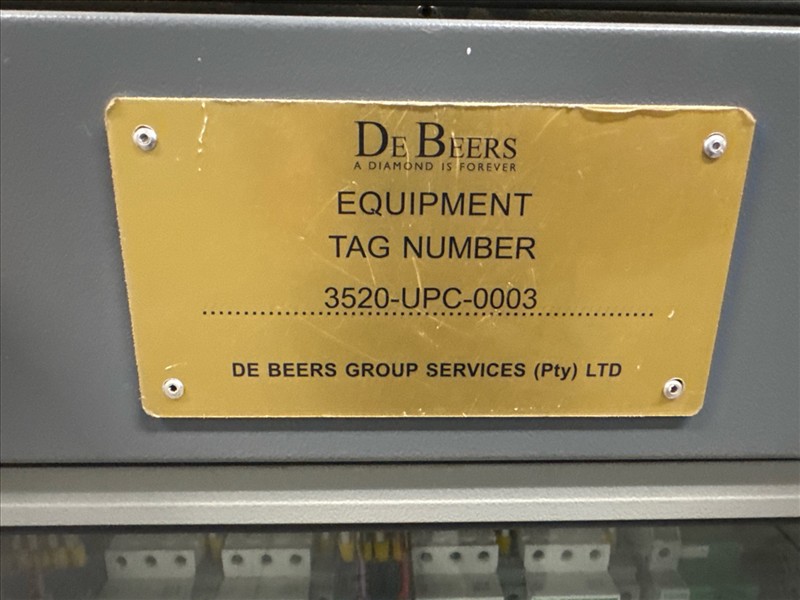 DE BEERS
A DIAMOND IS FOREVER
EQUIPMENT
TAG NUMBER
3520-UPC-0003
DE BEERS GROUP SERVICES (Pty) LTD